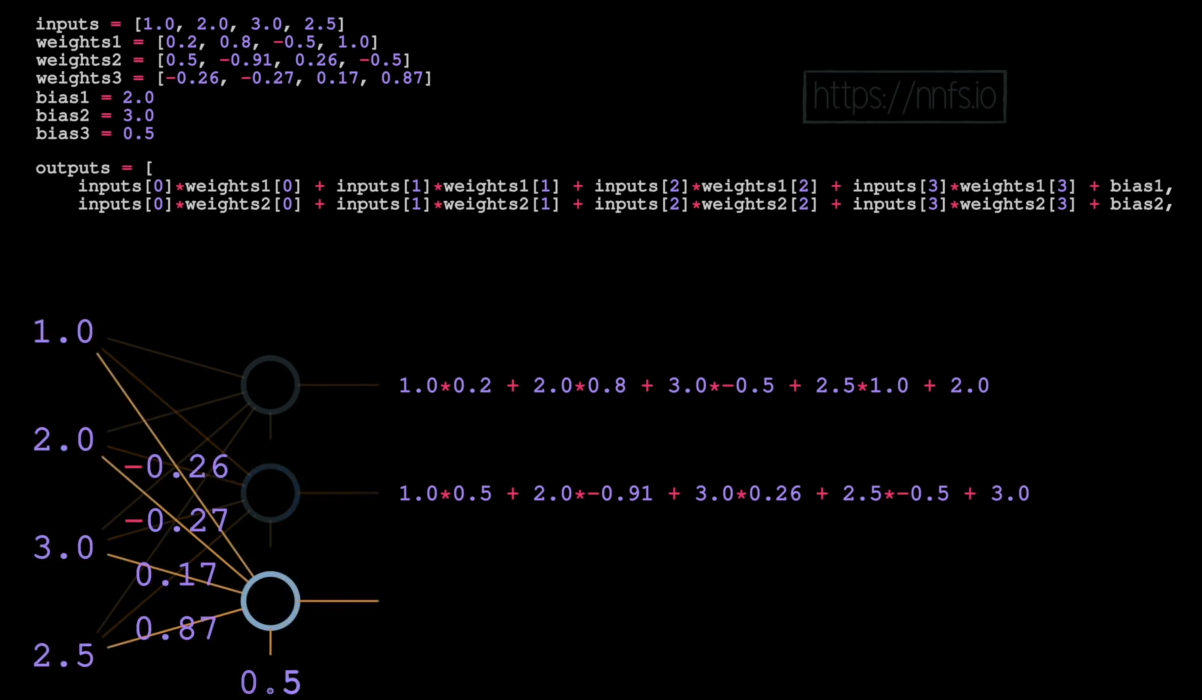 inputs = [1.0, 2.0, 3.0, 2.5]
weights1 = [0.2, 0.8, −0.5, 1.0]
weights2 = [0.5, −0.91, 0.26, −0.5]
weights3 = [−0.26, −0.27, 0.17, 0.87]
bias1 = 2.0
bias2 = 3.0
bias3 = 0.5
https://nnfs.io
outputs = [
inputs[0]*weights1[0] + inputs[1]*weights1[1] + inputs[2]*weights1[2] + inputs[3]*weights1[3] + bias1,
inputs[0]*weights2[0] + inputs[1]*weights2[1] + inputs[2]*weights2[2] + inputs[3]*weights2[3] + bias2,
1.0
1.0*0.2 + 2.0*0.8 + 3.0*−0.5 + 2.5*1.0 + 2.0
2.0
−0.26
1.0*0.5 + 2.0*−0.91 + 3.0*0.26 + 2.5*−0.5 + 3.0
−0.27
3.0
0.17
0.87
2.5
0.5